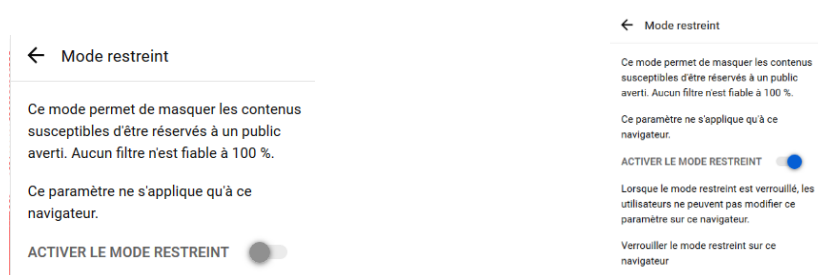 Mode restreint
Ce mode permet de masquer les contenus
susceptibles d'être réservés à un public
averti. Aucun filtre n'est fiable à 100 %.
Ce paramètre ne s'applique qu'à ce
navigateur.
ACTIVER LE MODE RESTREINT
Mode restreint
Ce mode permet de masquer les contenus
susceptibles d'être réservés à un public
averti. Aucun filtre n'est fiable à 100 %.
Ce paramètre ne s'applique qu'à ce
navigateur.
ACTIVER LE MODE RESTREINT
Lorsque le mode restreint est verrouillé, les
utilisateurs ne peuvent pas modifier ce
paramètre sur ce navigateur.
Verrouiller le mode restreint sur ce
navigateur